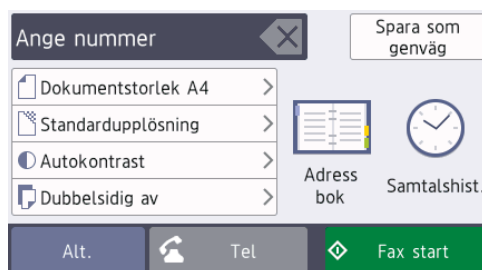 Ange nummer
Spara som
genväg
Dokumentstorlek A4
Standardupplösning
Autokontrast
Dubbelsidig av
Adress
bok
Samtalshist.
Alt.
Tel
Fax start